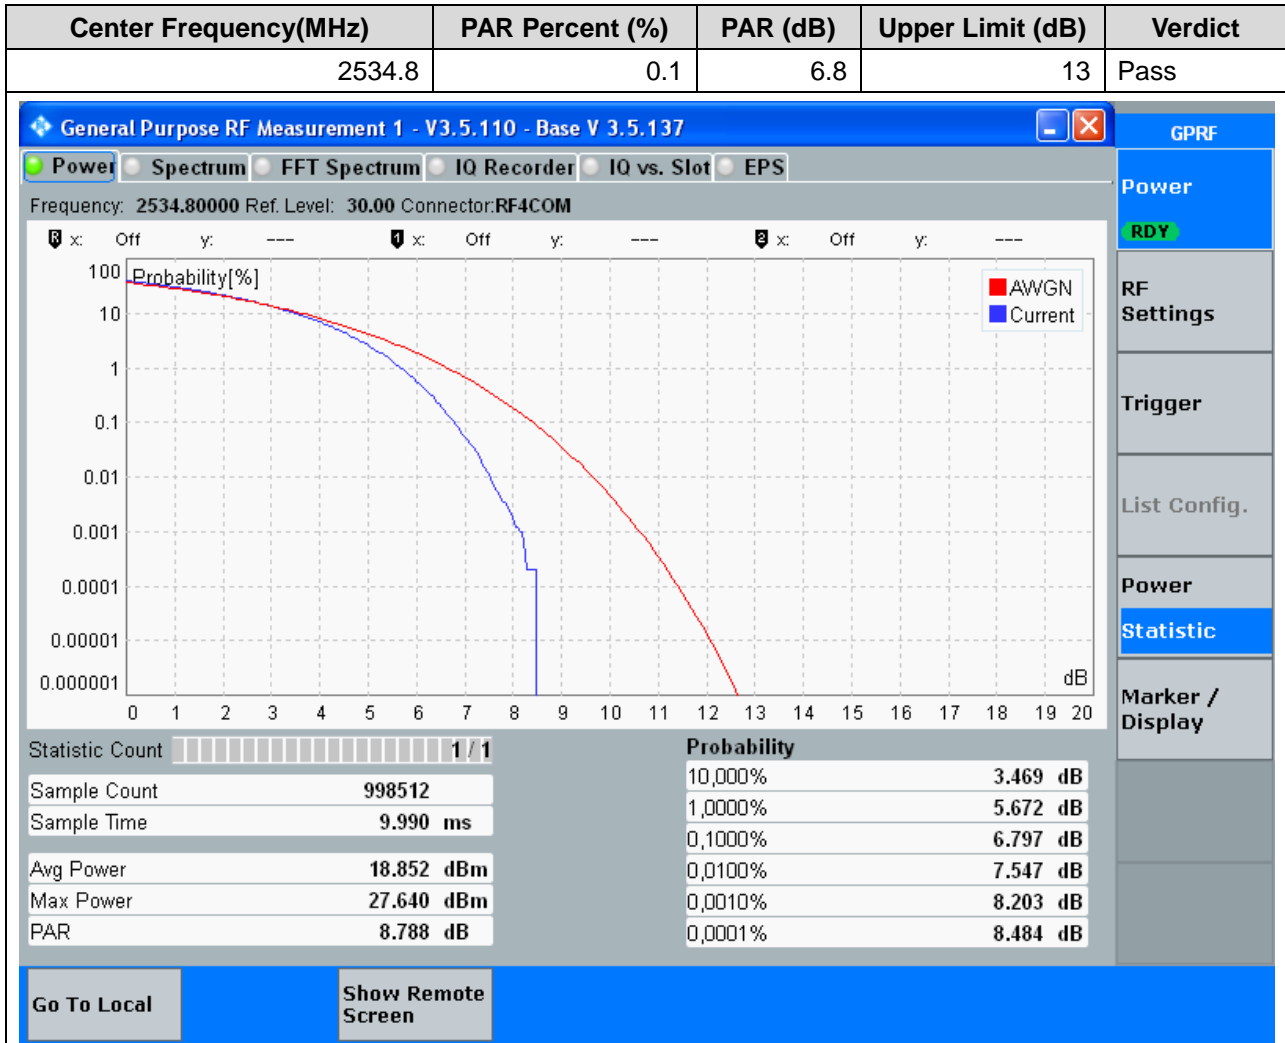 Center Frequency(MHz) PAR Percent (%) PAR (dB) Upper Limit (dB) Verdict
2534.8 0.1 6.8 13 Pass
General Purpose RF Measurement 1 - V3.5.110 - Base V 3.5.137
GPRF
Power Spectrum FFT Spectrum IQ Recorder IQ vs. Slot EPS
Frequency: 2534.80000 Ref. Level: 30.00 Connector:RF4COM
R x: Off y: --- 1 x: Off y: --- 2 x: Off y: ---
Probability[%]
100
10
1
0.1
0.01
0.001
0.0001
0.00001
0.000001
AWGN
Current
dB
0 1 2 3 4 5 6 7 8 9 10 11 12 13 14 15 16 17 18 19 20
Statistic Count 1 / 1
Sample Count 998512
Sample Time 9.990 ms
Avg Power 18.852 dBm
Max Power 27.640 dBm
PAR 8.788 dB
Probability
10,000% 3.469 dB
1,0000% 5.672 dB
0,1000% 6.797 dB
0,0100% 7.547 dB
0,0010% 8.203 dB
0,0001% 8.484 dB
Power
RDY
RF
Settings
Trigger
List Config.
Power
Statistic
Marker /
Display
Go To Local
Show Remote
Screen